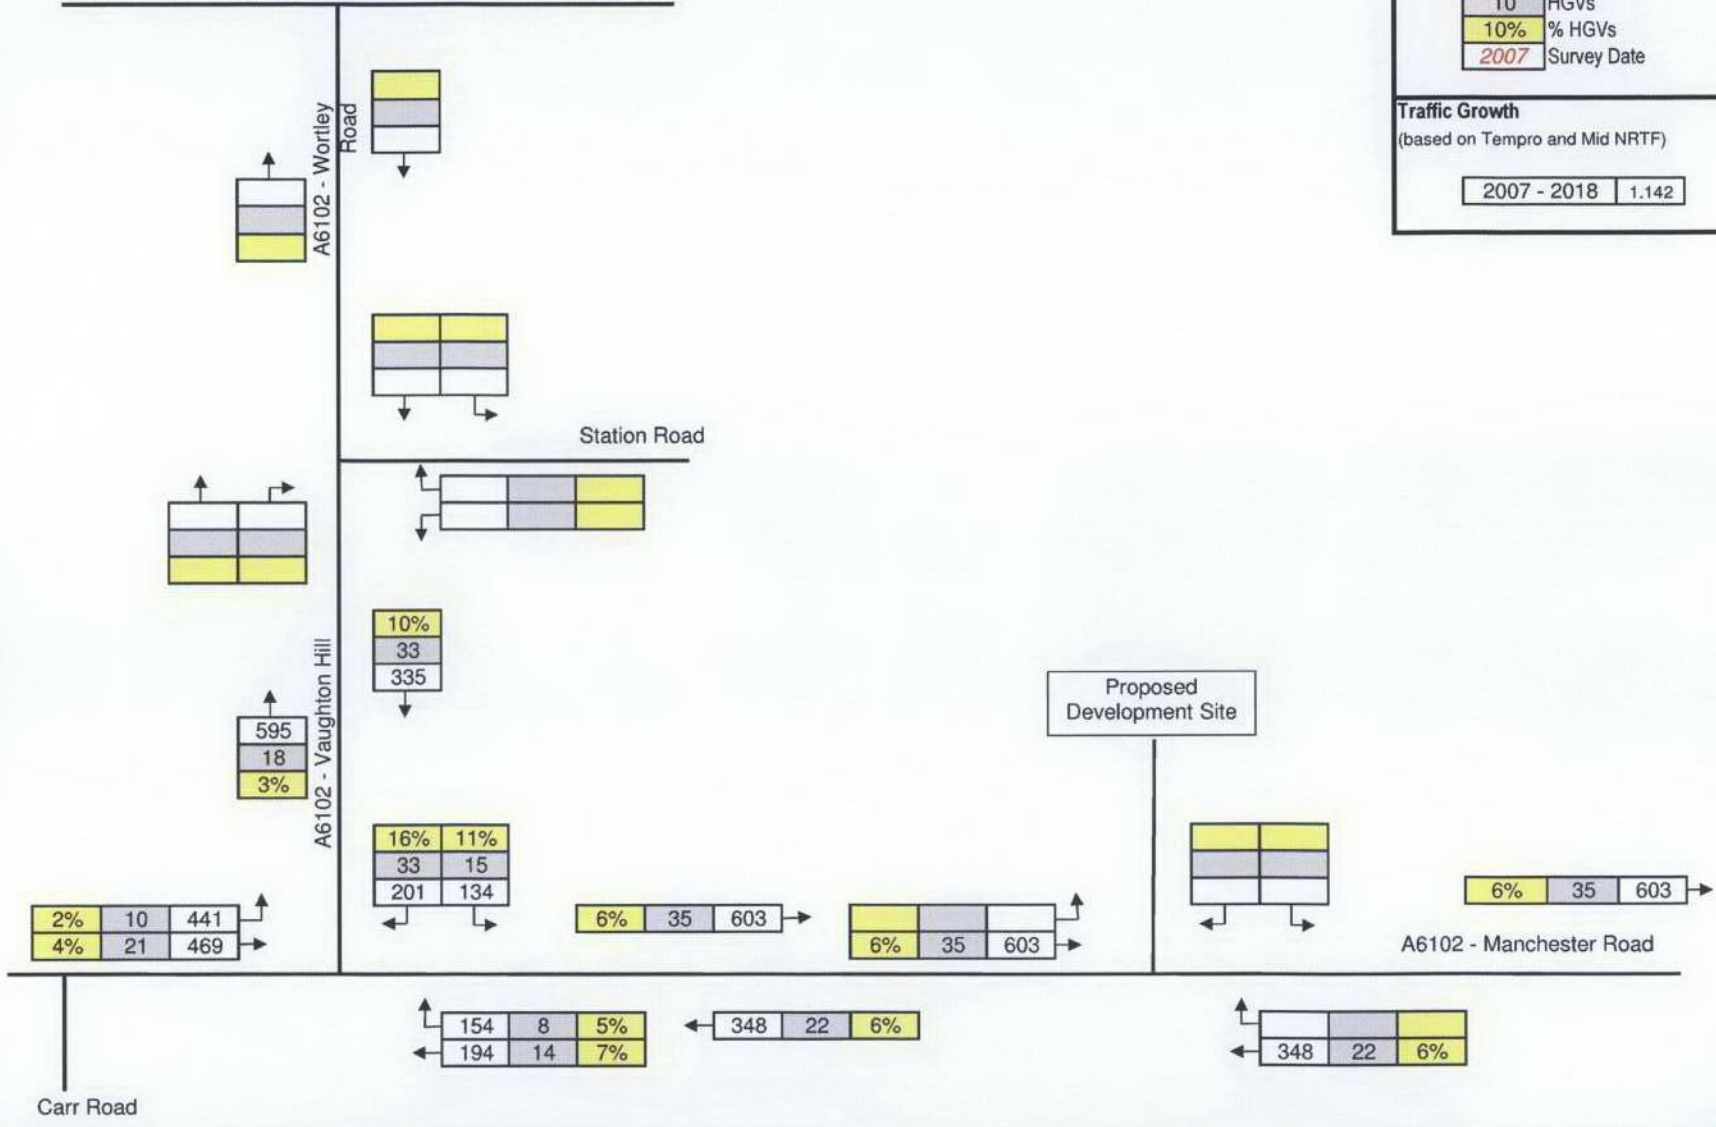 10 HGVs
10% % HGVs
2007 Survey Date
Traffic Growth
(based on Tempro and Mid NRTF)
2007 - 2018 1.142
A6102 - Wortley
Road
Station Road
A6102 - Vaughton Hill
10%
33
335
595
18
3%
Proposed
Development Site
16% 11%
33 15
201 134
2% 10 441
4% 21 469
6% 35 603
6% 35 603
6% 35 603
A6102 - Manchester Road
154 8 5%
194 14 7%
348 22 6%
348 22 6%
Carr Road